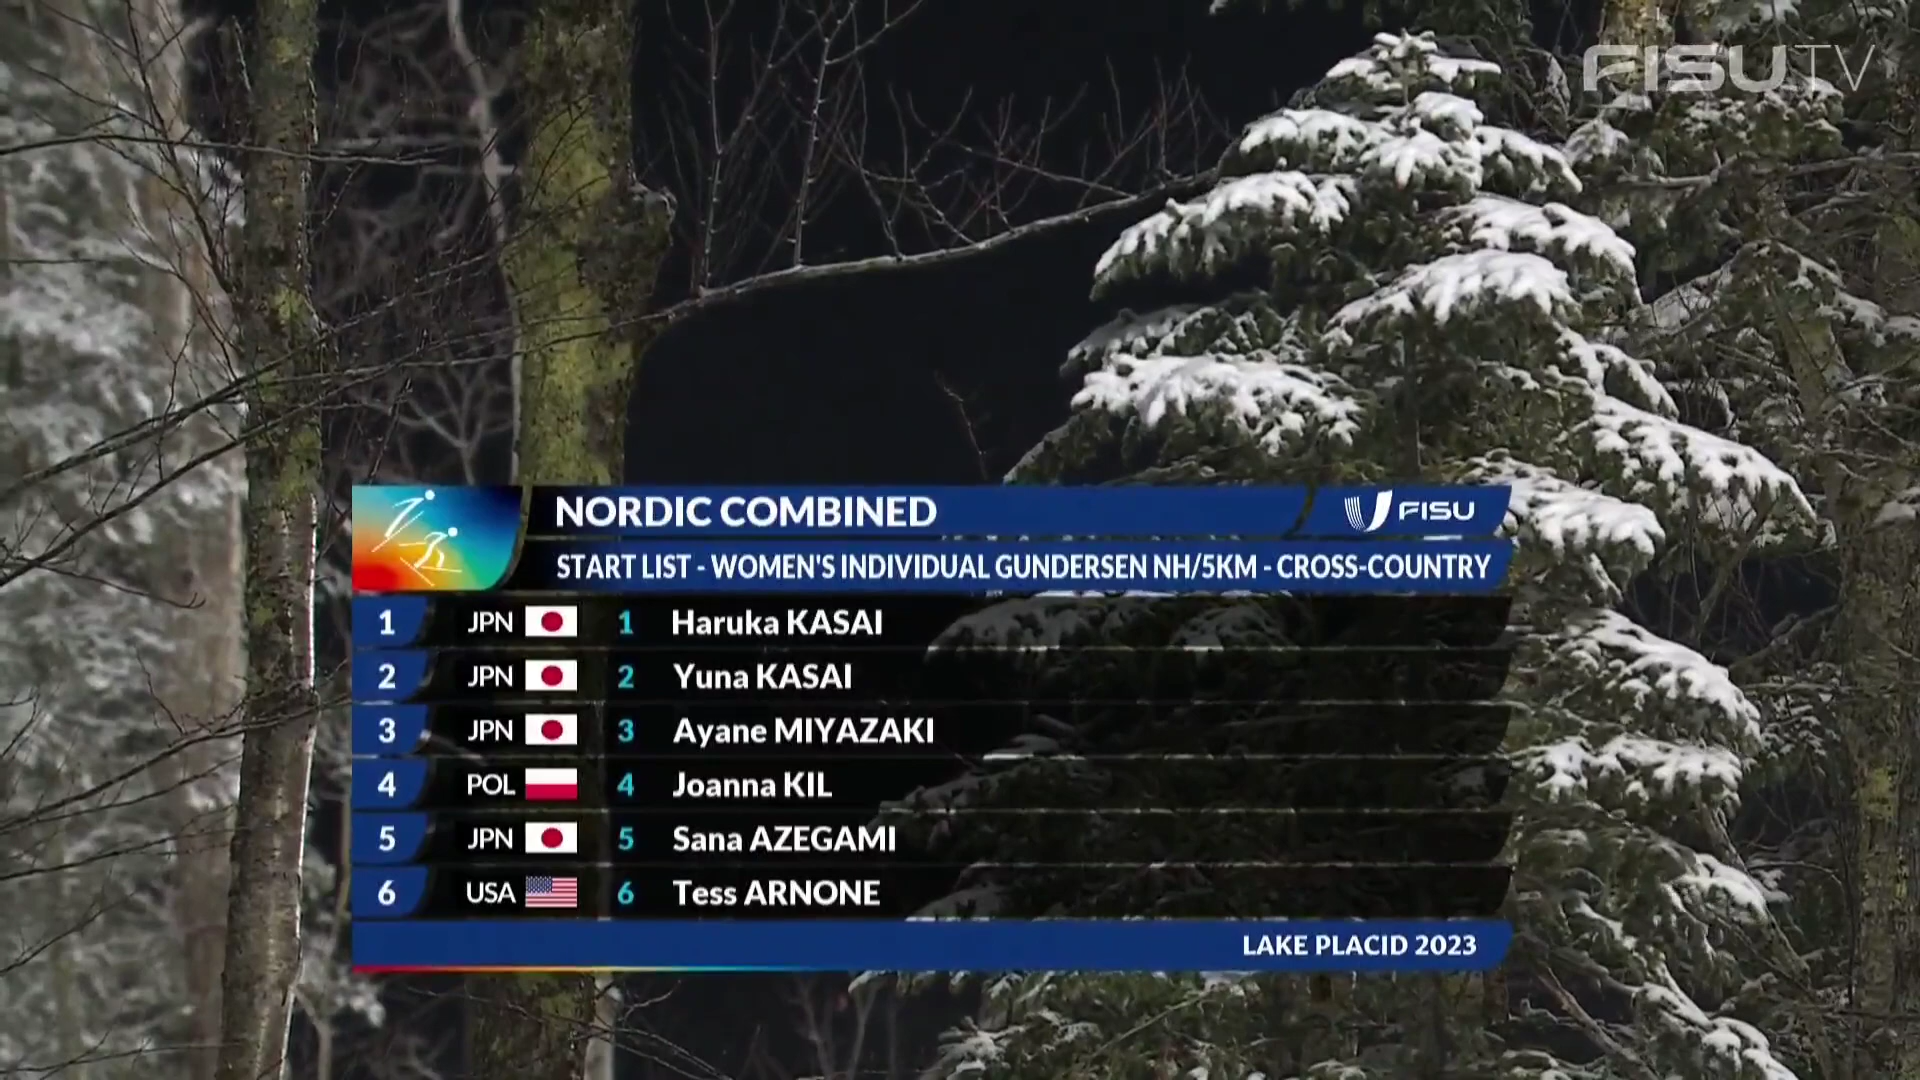 FISU TV
NORDIC COMBINED
FISU
START LIST - WOMEN'S INDIVIDUAL GUNDERSEN NH/5KM - CROSS-COUNTRY
1 JPN 1 Haruka KASAI
2 JPN 2 Yuna KASAI
3 JPN 3 Ayane MIYAZAKI
4 POL 4 Joanna KIL
5 JPN 5 Sana AZEGAMI
6 USA 6 Tess ARNONE
LAKE PLACID 2023